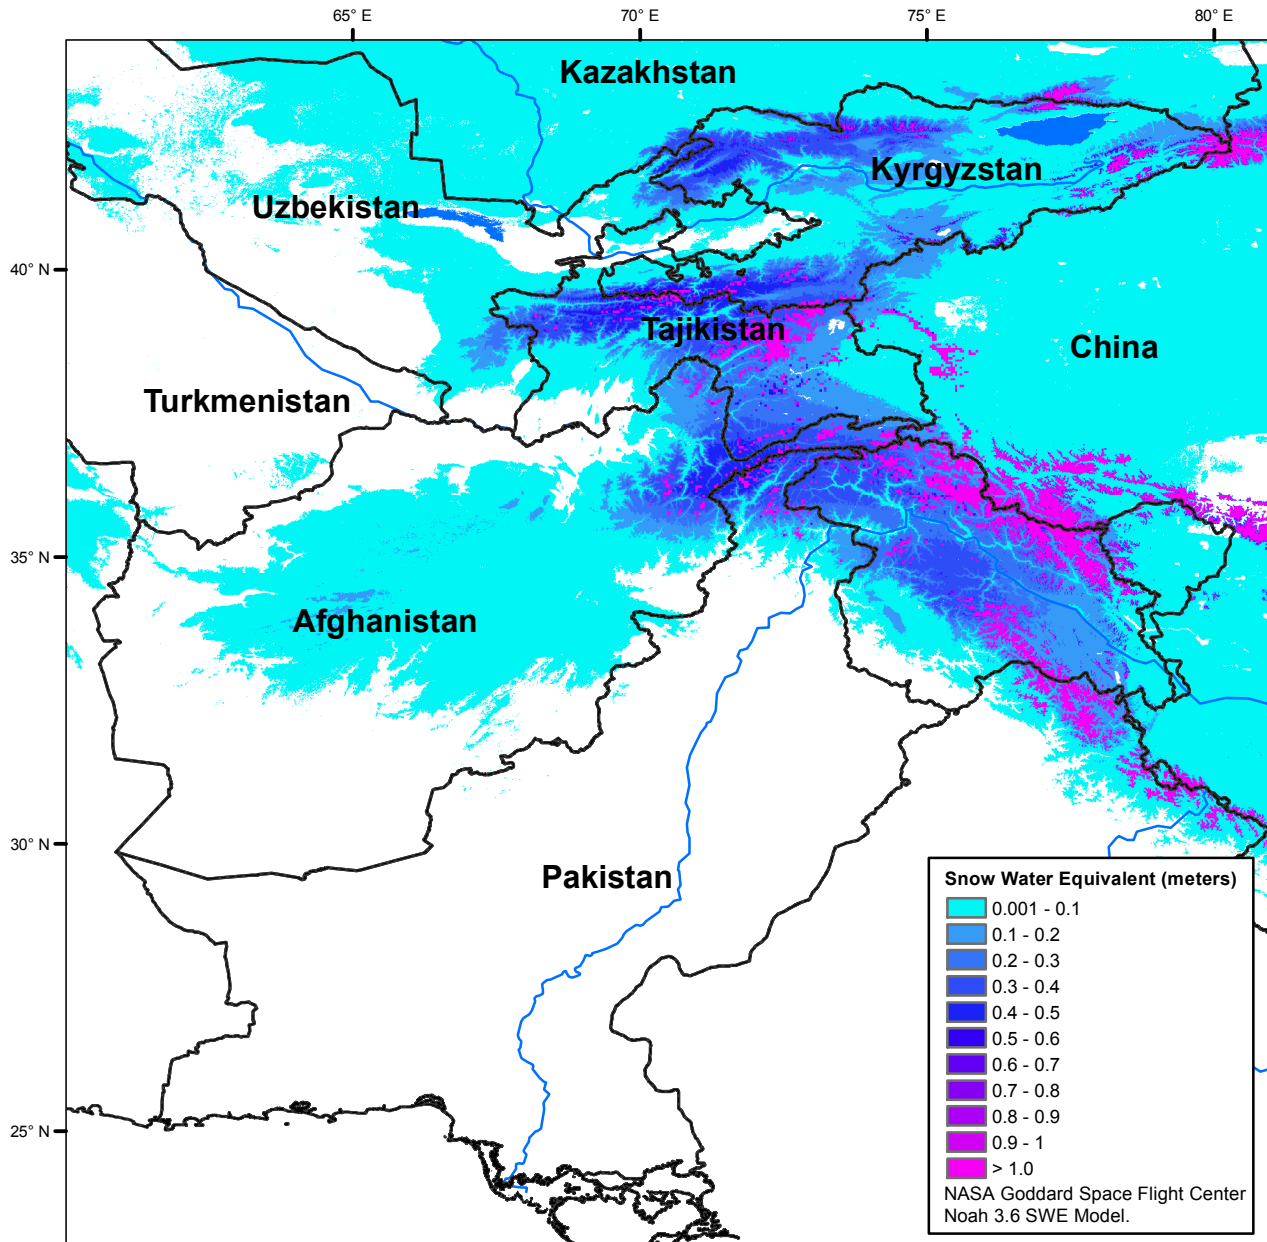 65° E
70° E
75° E
80° E
Kazakhstan
Kyrgyzstan
Uzbekistan
40° N
Tajikistan
China
Turkmenistan
35° N
Afghanistan
30° N
Pakistan
Snow Water Equivalent (meters)
0.001 - 0.1
0.1 - 0.2
0.2 - 0.3
0.3 - 0.4
0.4 - 0.5
0.5 - 0.6
0.6 - 0.7
0.7 - 0.8
0.8 - 0.9
0.9 - 1
> 1.0
25° N
NASA Goddard Space Flight Center
Noah 3.6 SWE Model.